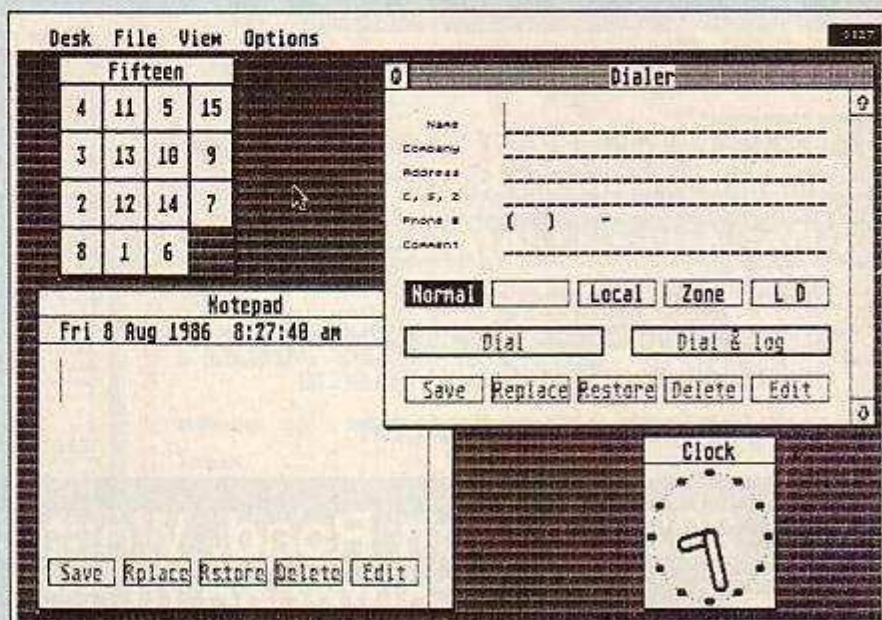 Desk File View Options
0827
Fifteen
4 11 5 15
3 13 10 9
2 12 14 7
8 1 6
Dialer
Name
Company
Address
C, S, Z
Phone # ( ) -
Comment
Normal Local Zone L D
Dial Dial & log
Save Replace Restore Delete Edit
Notepad
Fri 8 Aug 1986 8:27:40 am
Save Rplace Rstore Delete Edit
Clock